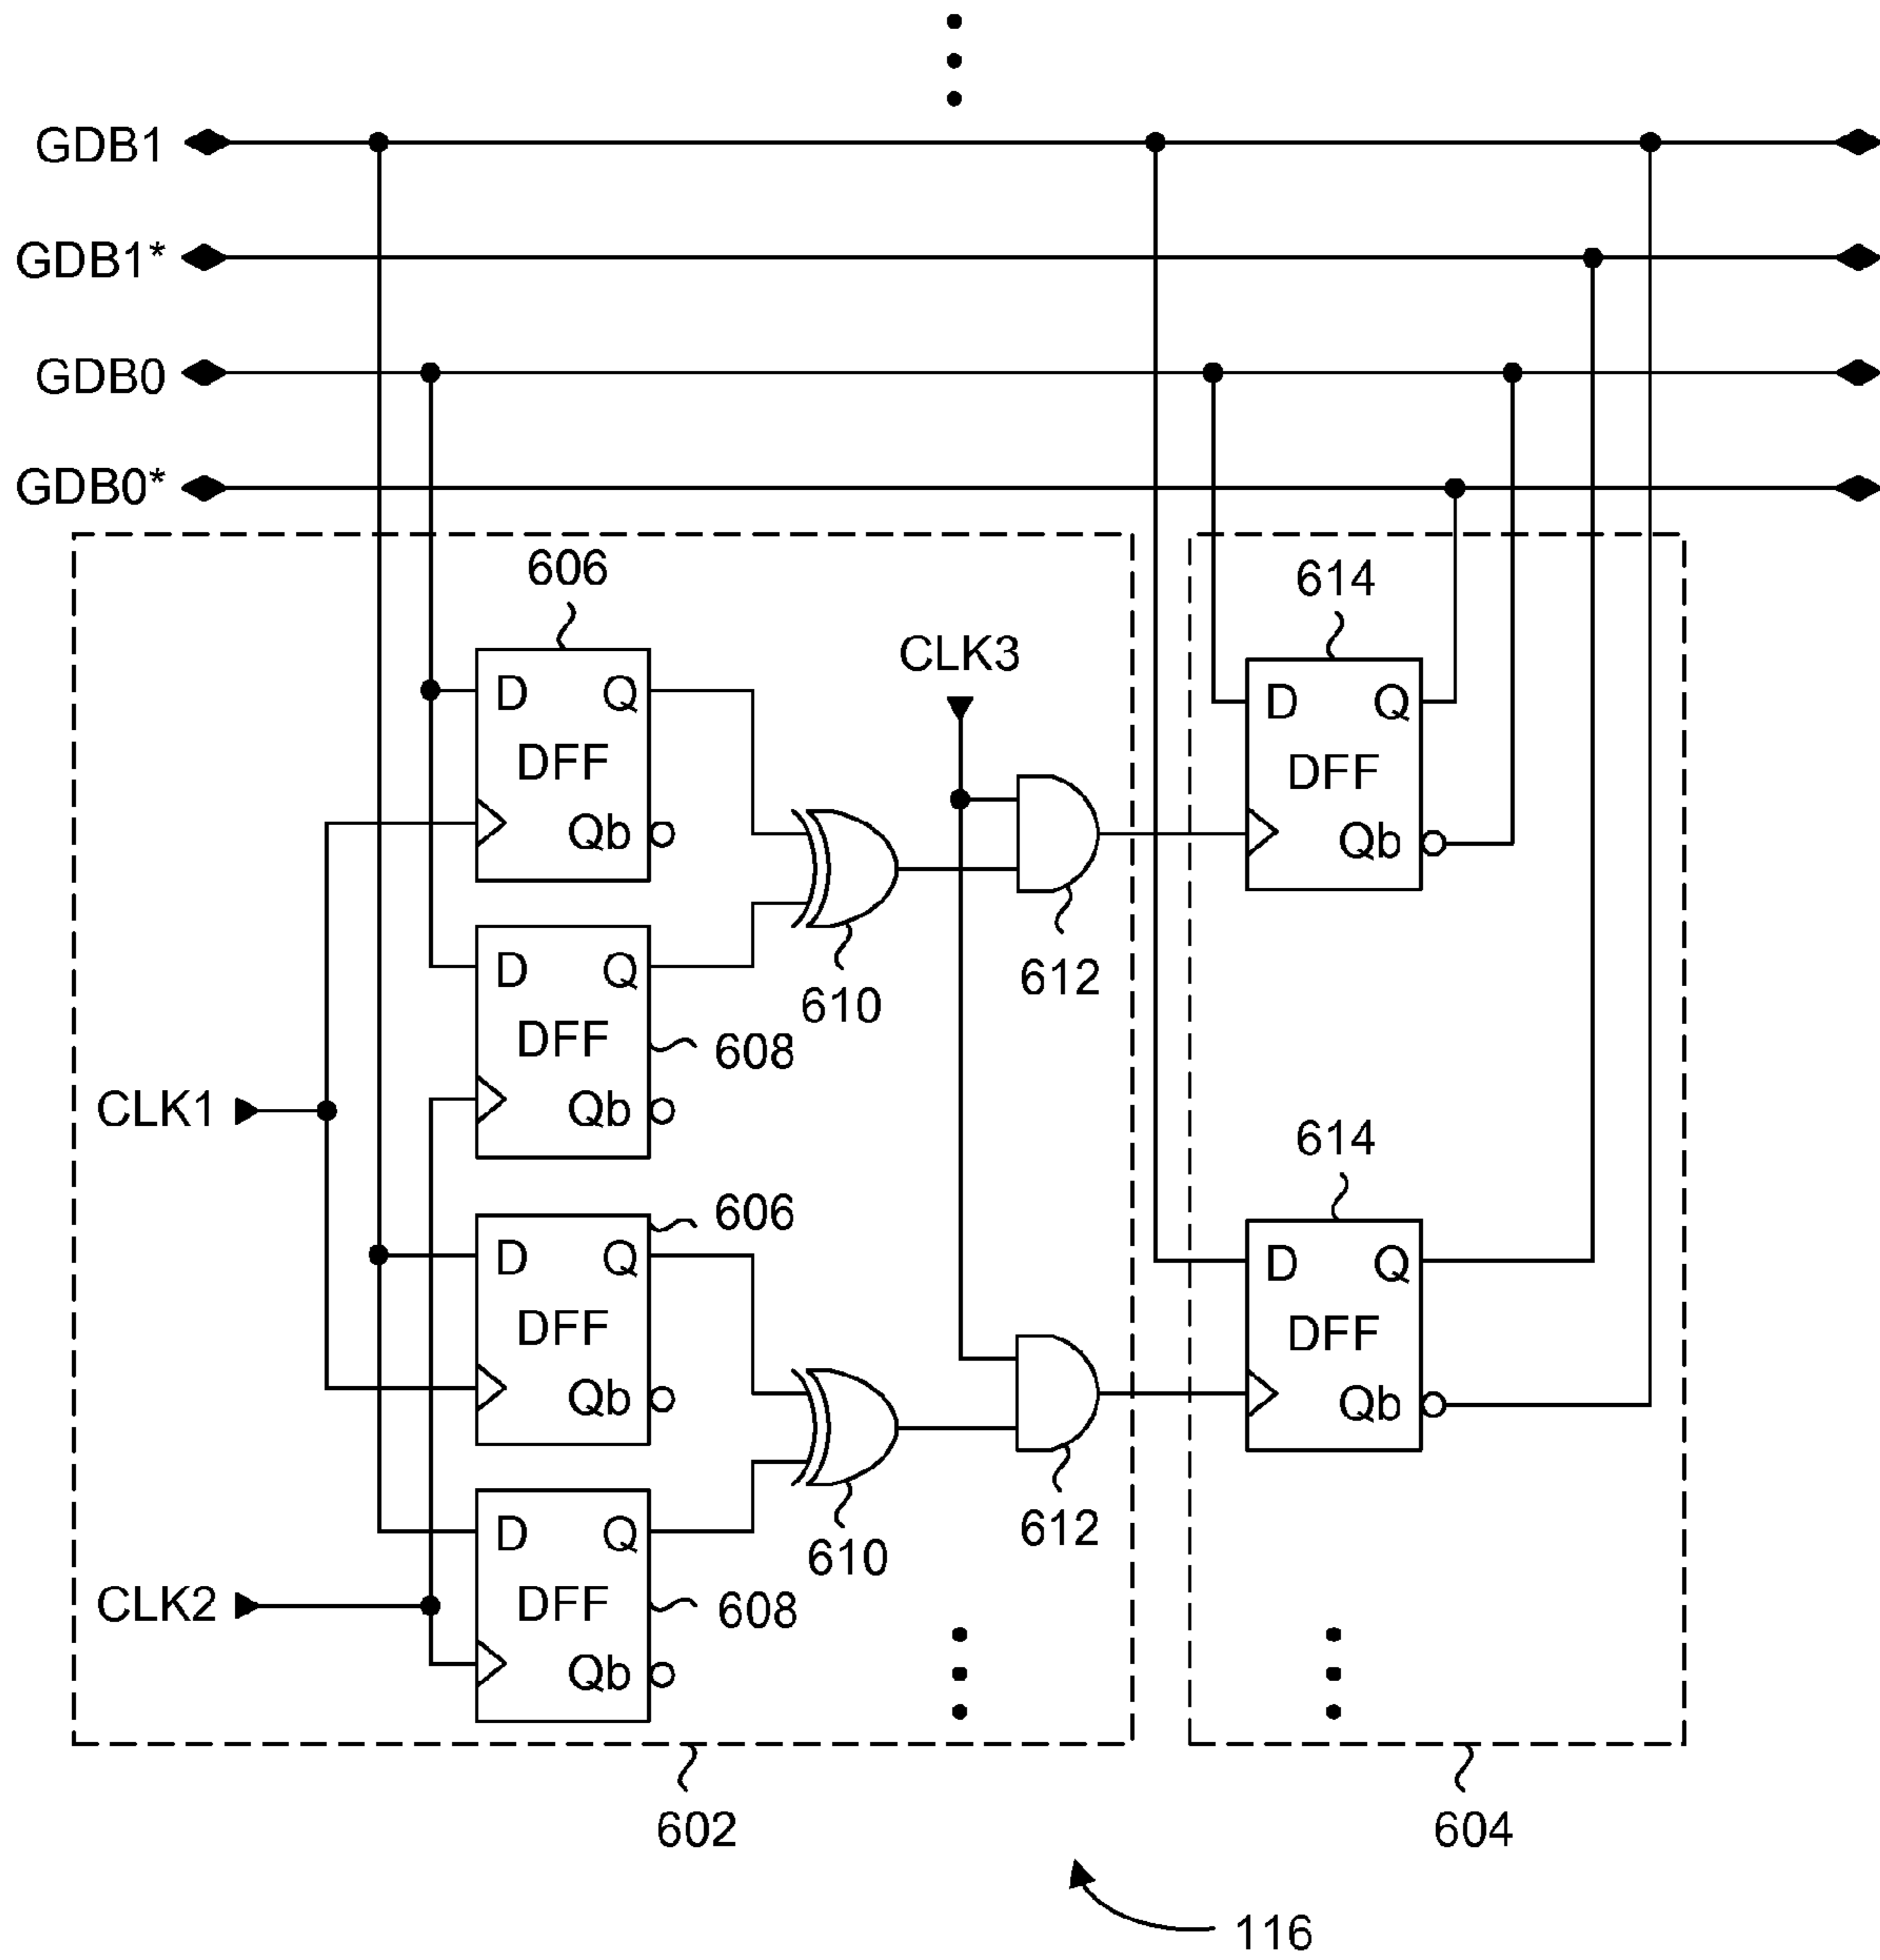 GDB1
GDB1*
GDB0
GDB0*
606
614
CLK3
D Q
DFF
Qb
D Q
DFF
Qb
612
610
D Q
DFF
Qb
608
CLK1
614
606
D Q
DFF
Qb
D Q
DFF
Qb
612
610
D Q
DFF
Qb
608
CLK2
602
604
116